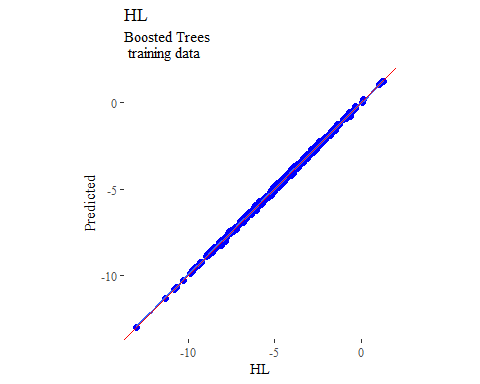 HL
Boosted Trees
training data
0
-5
-10
Predicted
-10
-5
0
HL